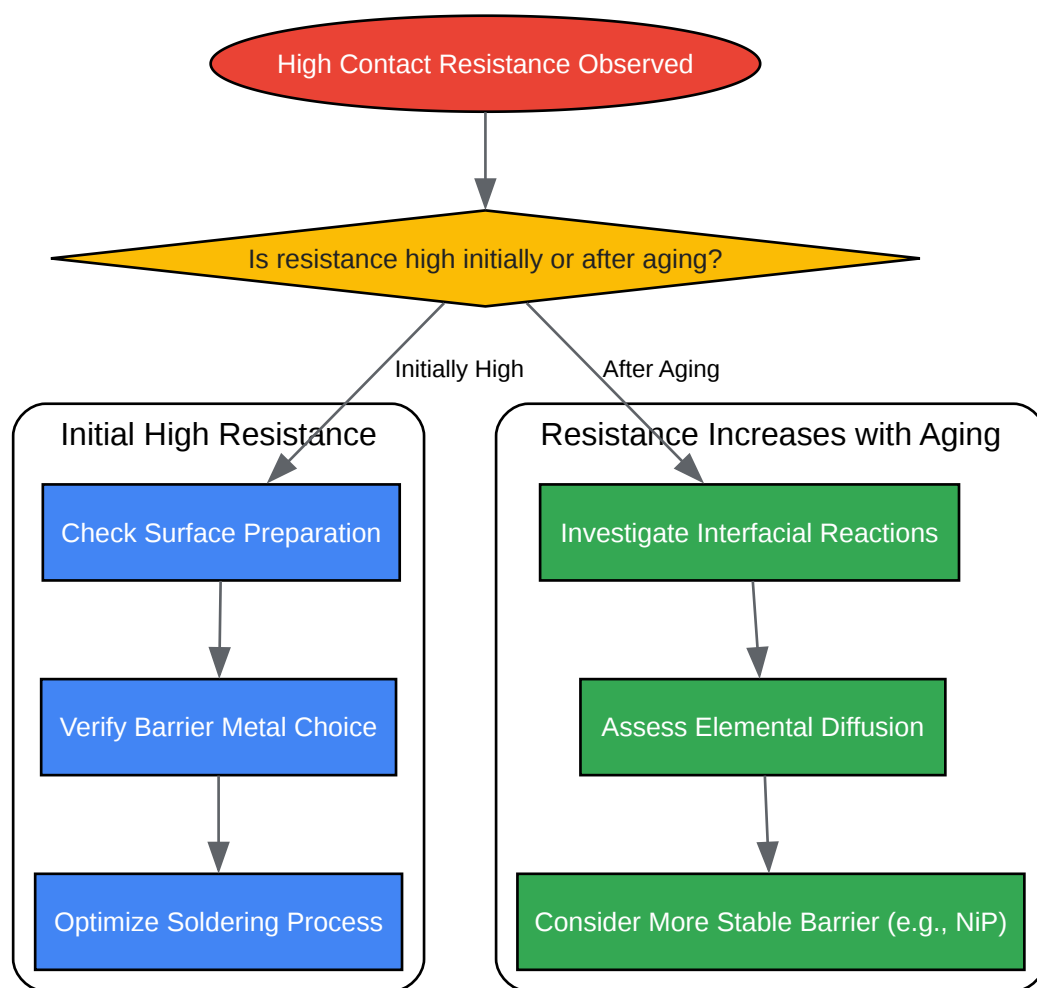 High Contact Resistance Observed
Is resistance high initially or after aging?
Initially High
After Aging
Initial High Resistance
Check Surface Preparation
Verify Barrier Metal Choice
Optimize Soldering Process
Resistance Increases with Aging
Investigate Interfacial Reactions
Assess Elemental Diffusion
Consider More Stable Barrier (e.g., NiP)